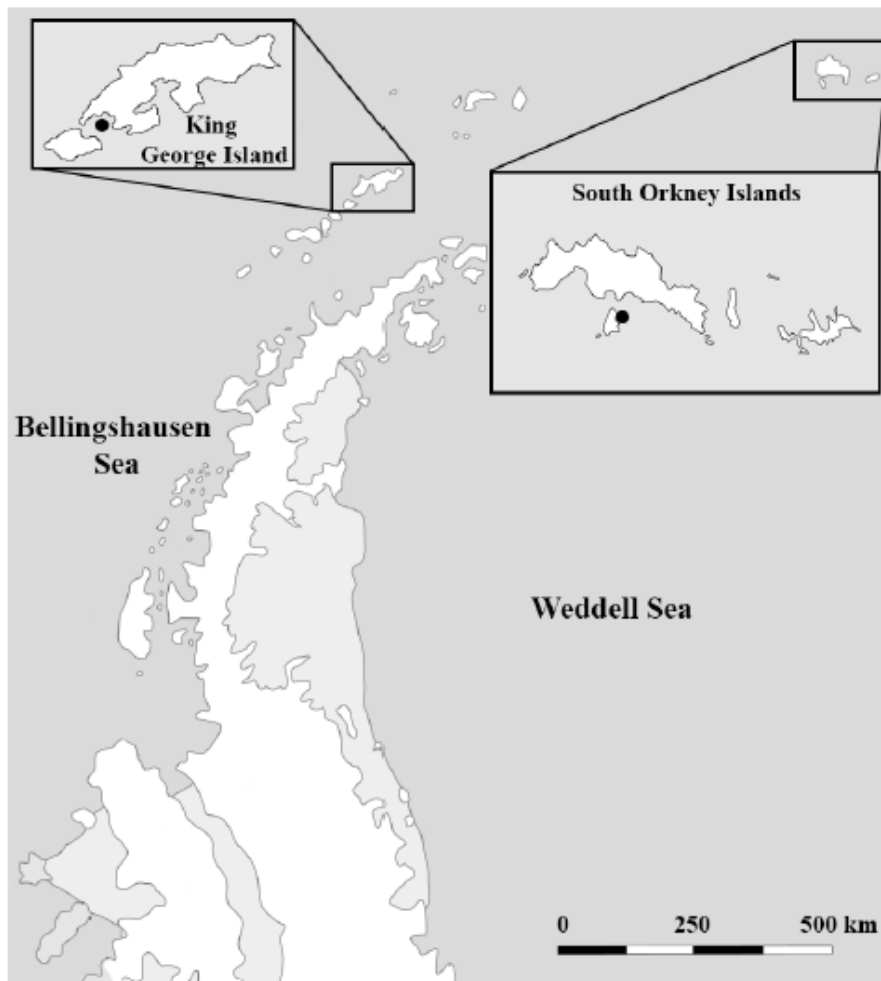 King
George Island
South Orkney Islands
Bellingshausen
Sea
Weddell Sea
0 250 500 km